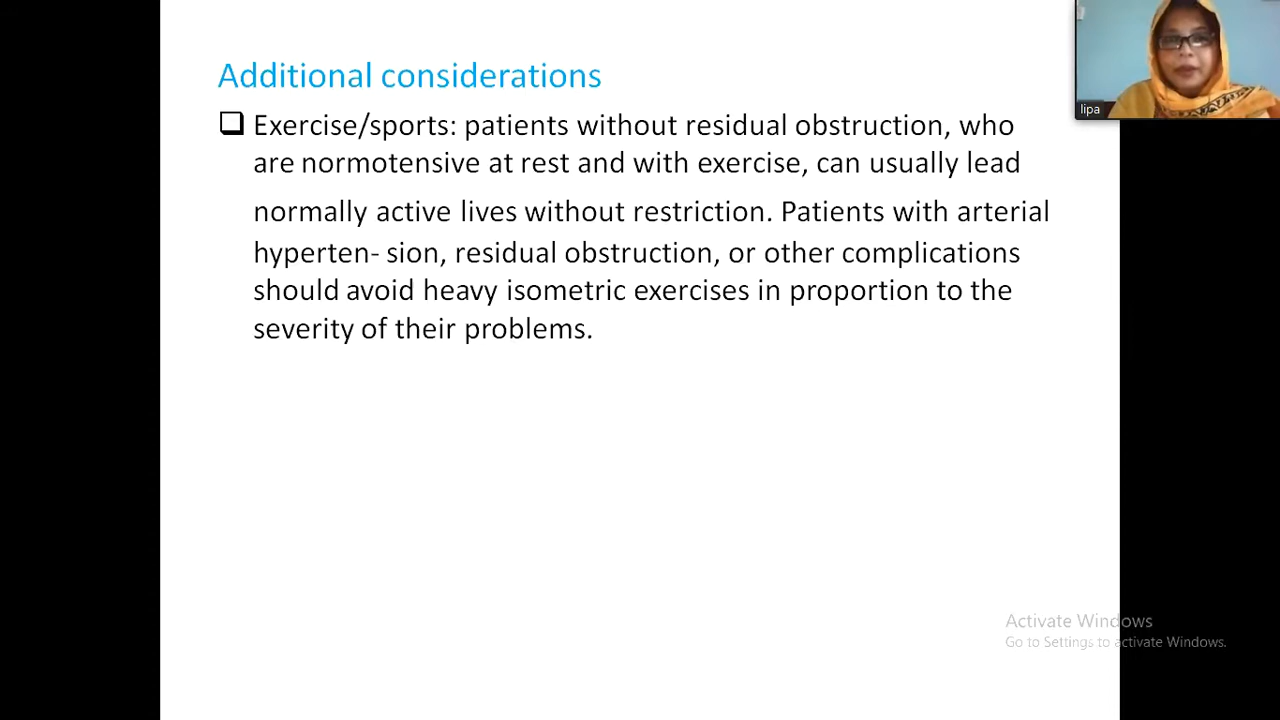 Additional considerations
Exercise/sports: patients without residual obstruction, who
are normotensive at rest and with exercise, can usually lead
normally active lives without restriction. Patients with arterial
hyperten- sion, residual obstruction, or other complications
should avoid heavy isometric exercises in proportion to the
severity of their problems.
lipa
Activate Windows
Go to Settings to activate Windows.